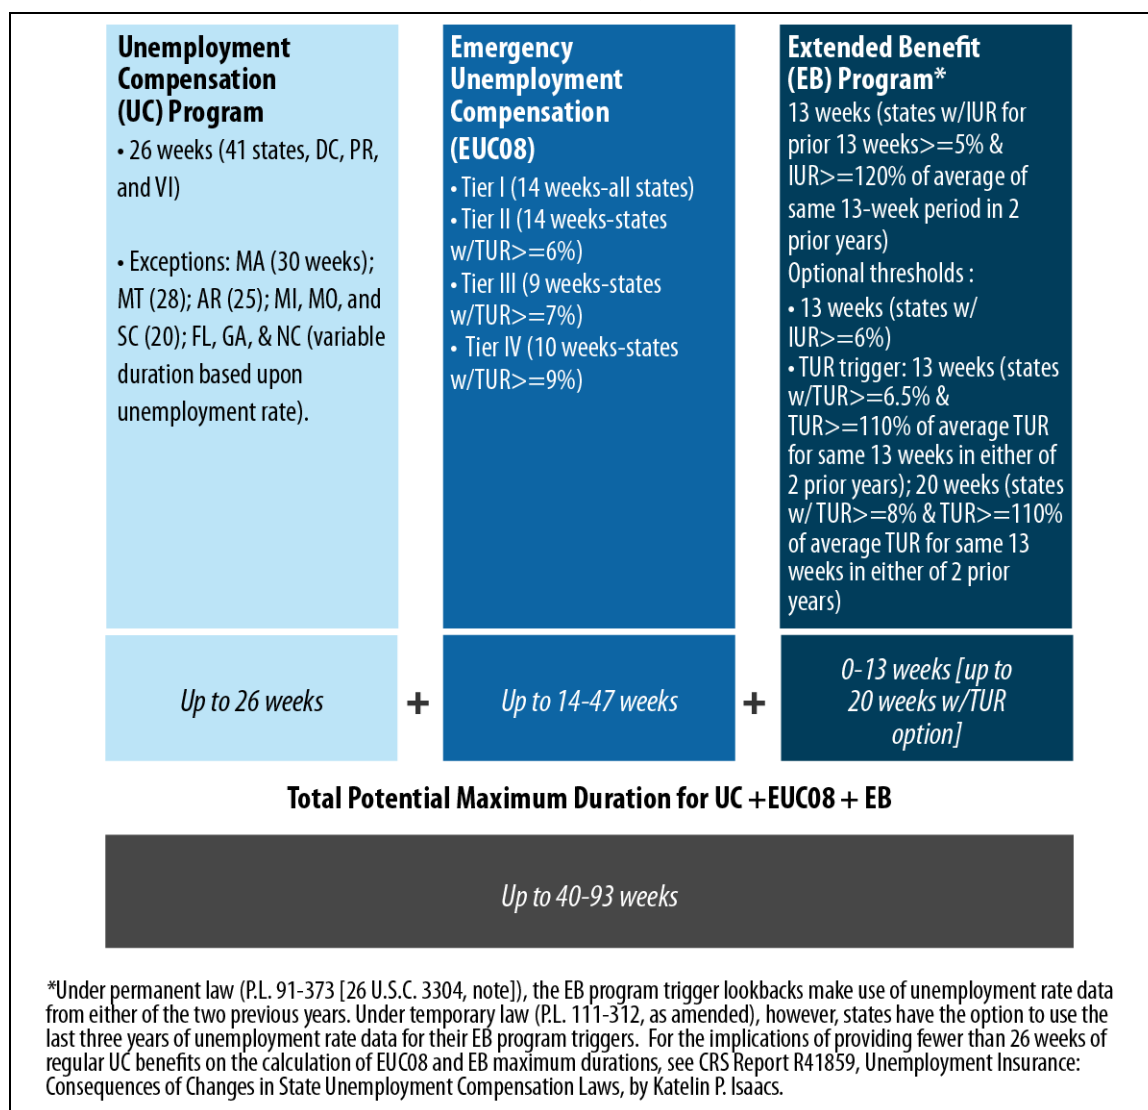 Unemployment
Compensation
(UC) Program
• 26 weeks (41 states, DC, PR,
and VI)
• Exceptions: MA (30 weeks);
MT (28); AR (25); MI, MO, and
SC (20); FL, GA, & NC (variable
duration based upon
unemployment rate).
Emergency
Unemployment
Compensation
(EUC08)
• Tier I (14 weeks-all states)
• Tier II (14 weeks-states
w/TUR>=6%)
• Tier III (9 weeks-states
w/TUR>=7%)
• Tier IV (10 weeks-states
w/TUR>=9%)
Extended Benefit
(EB) Program*
13 weeks (states w/IUR for
prior 13 weeks>=5% &
IUR>=120% of average of
same 13-week period in 2
prior years)
Optional thresholds :
• 13 weeks (states w/
IUR>=6%)
• TUR trigger: 13 weeks (states
w/TUR>=6.5% &
TUR>=110% of average TUR
for same 13 weeks in either of
2 prior years); 20 weeks (states
w/ TUR>=8% & TUR>=110%
of average TUR for same 13
weeks in either of 2 prior
years)
Up to 26 weeks
+
Up to 14-47 weeks
+
0-13 weeks [up to
20 weeks w/TUR
option]
Total Potential Maximum Duration for UC +EUC08 + EB
Up to 40-93 weeks
*Under permanent law (P.L. 91-373 [26 U.S.C. 3304, note]), the EB program trigger lookbacks make use of unemployment rate data
from either of the two previous years. Under temporary law (P.L. 111-312, as amended), however, states have the option to use the
last three years of unemployment rate data for their EB program triggers. For the implications of providing fewer than 26 weeks of
regular UC benefits on the calculation of EUC08 and EB maximum durations, see CRS Report R41859, Unemployment Insurance:
Consequences of Changes in State Unemployment Compensation Laws, by Katelin P. Isaacs.